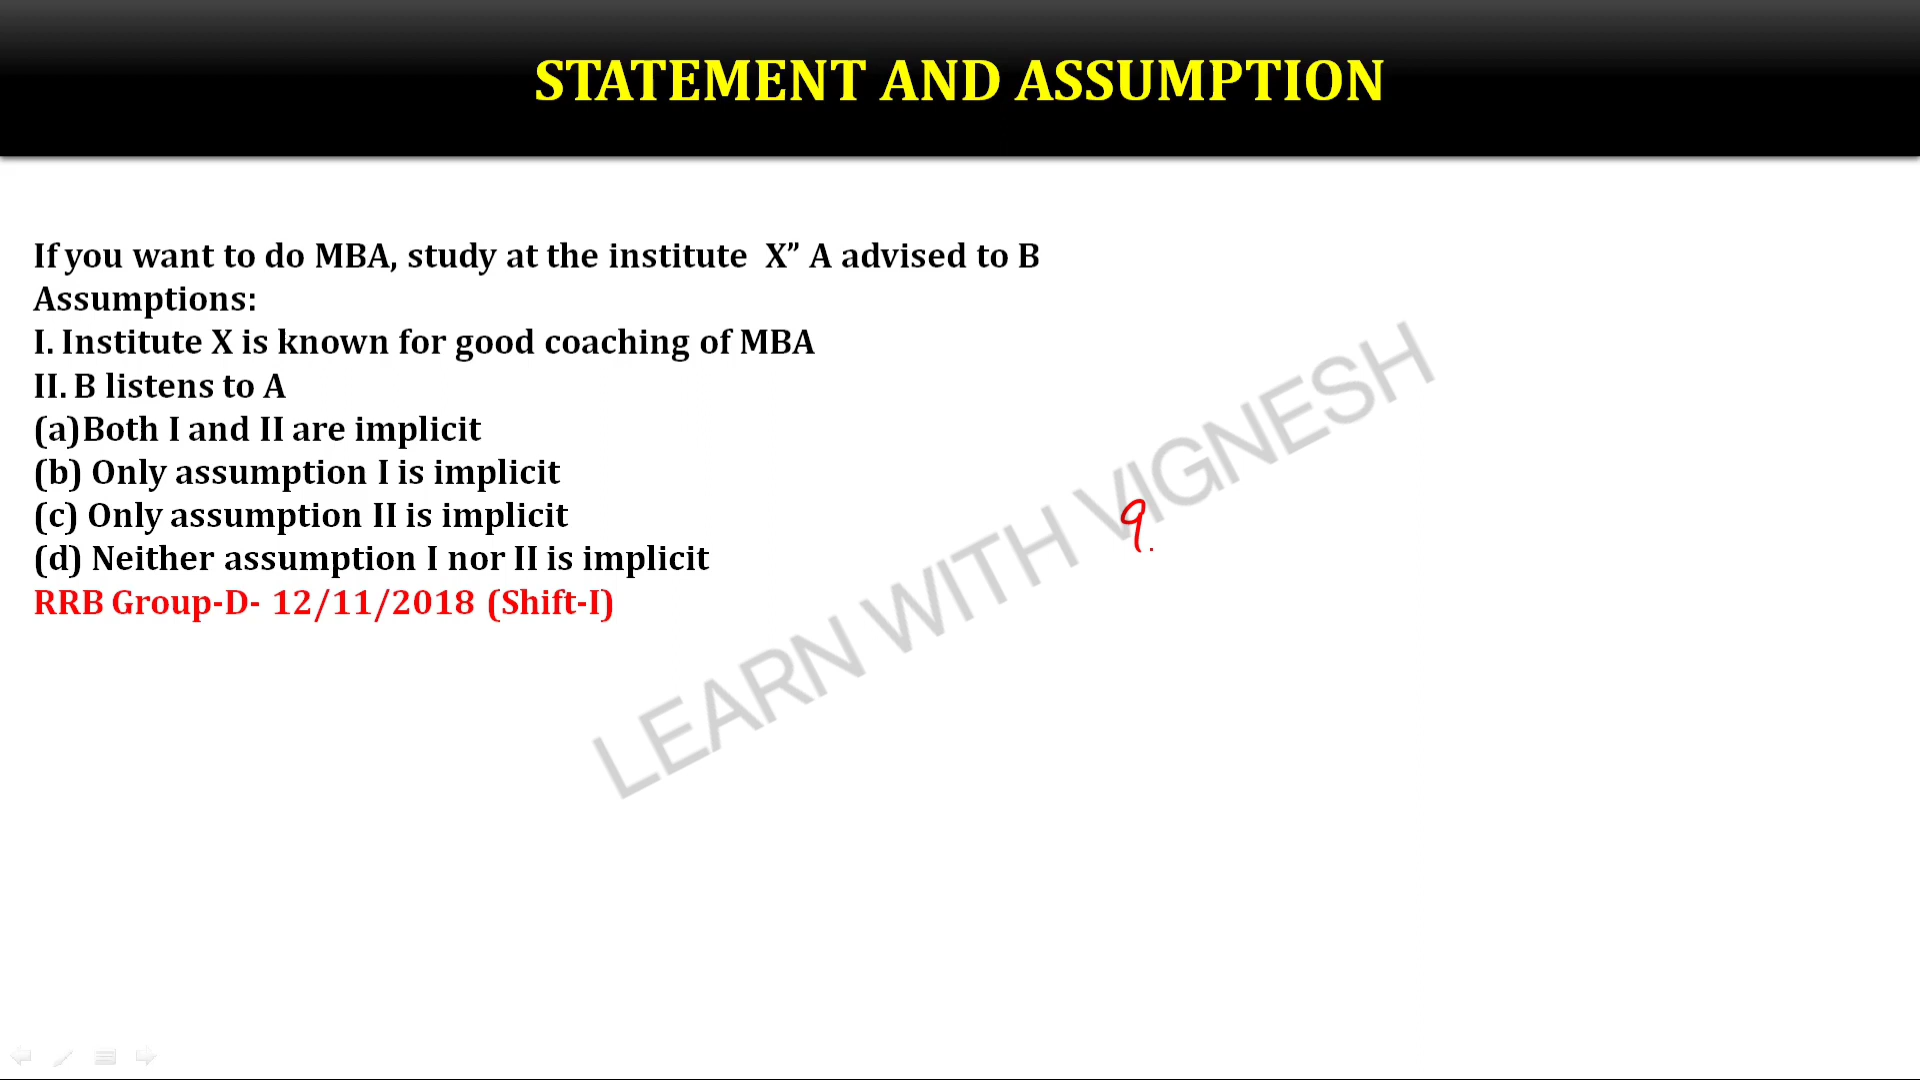 STATEMENT AND ASSUMPTION
If you want to do MBA, study at the institute  X” A advised to B
Assumptions:
I. Institute X is known for good coaching of MBA
II. B listens to A
(a)Both I and II are implicit
(b) Only assumption I is implicit
(c) Only assumption II is implicit
(d) Neither assumption I nor II is implicit
RRB Group-D- 12/11/2018 (Shift-I)
LEARN WITH VIGNESH
9.